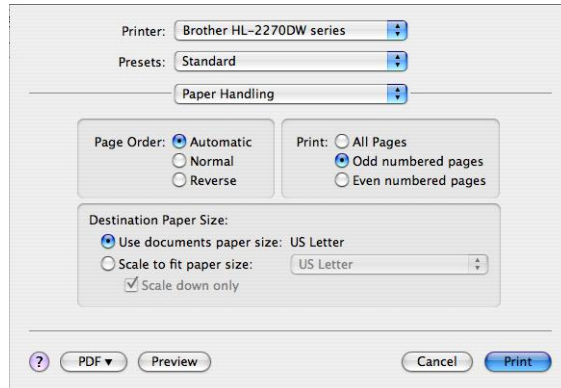 Printer: Brother HL-2270DW series
Presets: Standard
Paper Handling
Page Order: Automatic
Normal
Reverse
Print: All Pages
Odd numbered pages
Even numbered pages
Destination Paper Size:
Use documents paper size: US Letter
Scale to fit paper size: US Letter
Scale down only
? PDF▼ Preview Cancel Print